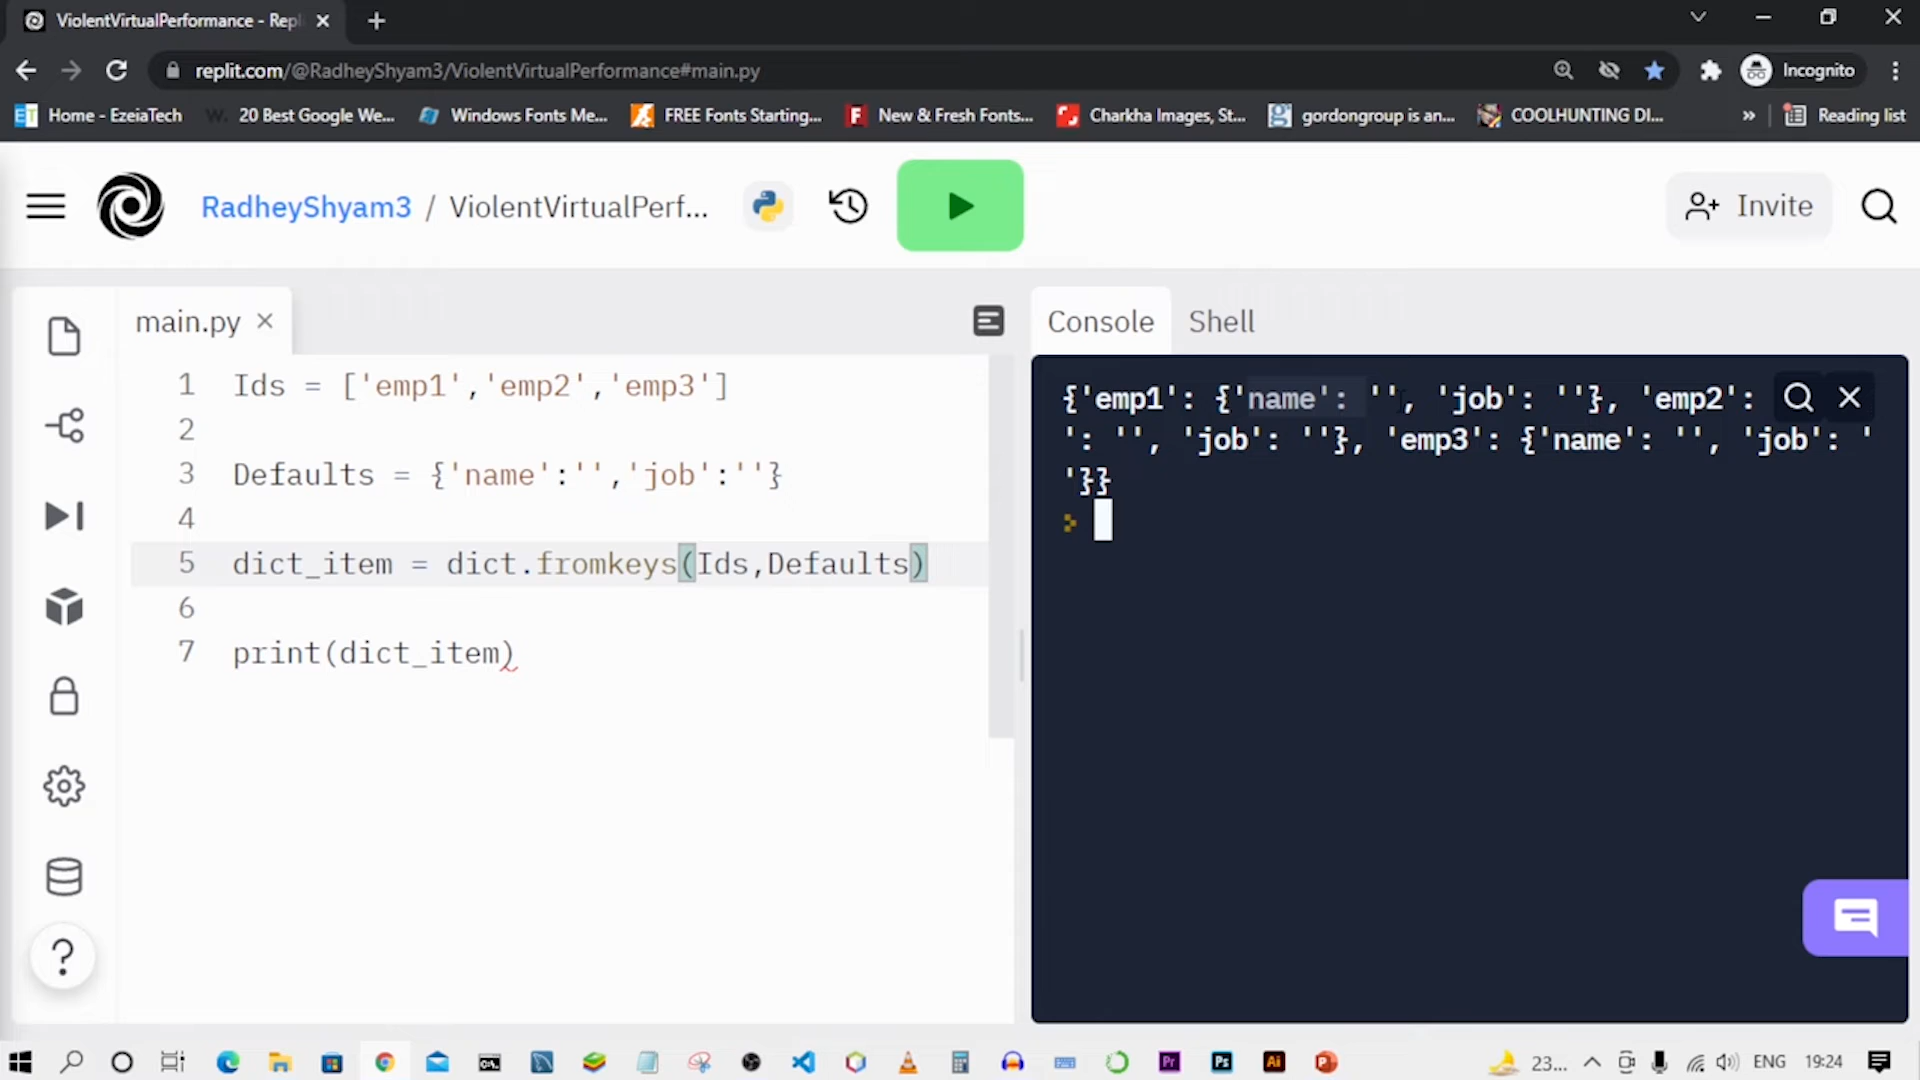 ViolentVirtualPerformance - Repl
replit.com/@RadheyShyam3/ViolentVirtualPerformance#main.py
Incognito
Home - EzeiaTech
20 Best Google We...
Windows Fonts Me...
FREE Fonts Starting...
New & Fresh Fonts...
Charkha Images, St...
gordongroup is an...
COOLHUNTING DI...
»
Reading list
RadheyShyam3 / ViolentVirtualPerf...
Invite
main.py
Console
Shell
1 Ids = ['emp1','emp2','emp3']
2
3 Defaults = {'name':'','job':''}
4
5 dict_item = dict.fromkeys(Ids,Defaults)
6
7 print(dict_item)
{'emp1': {'name': '', 'job': ''}, 'emp2':
': '', 'job': ''}, 'emp3': {'name': '', 'job': '
'}}
>
?
23...
ENG
19:24